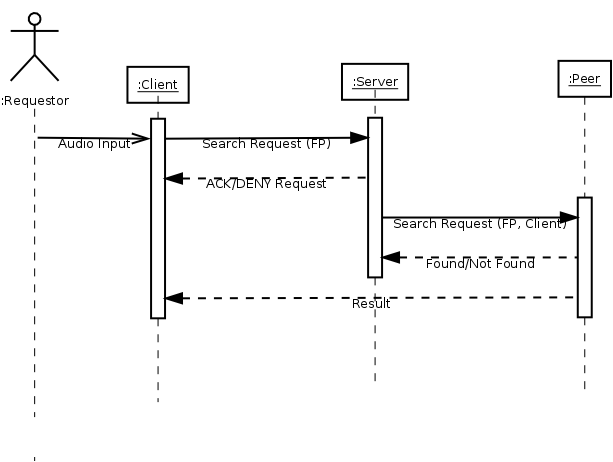 :Requestor
:Client
:Server
:Peer
Audio Input
Search Request (FP)
ACK/DENY Request
Search Request (FP, Client)
Found/Not Found
Result